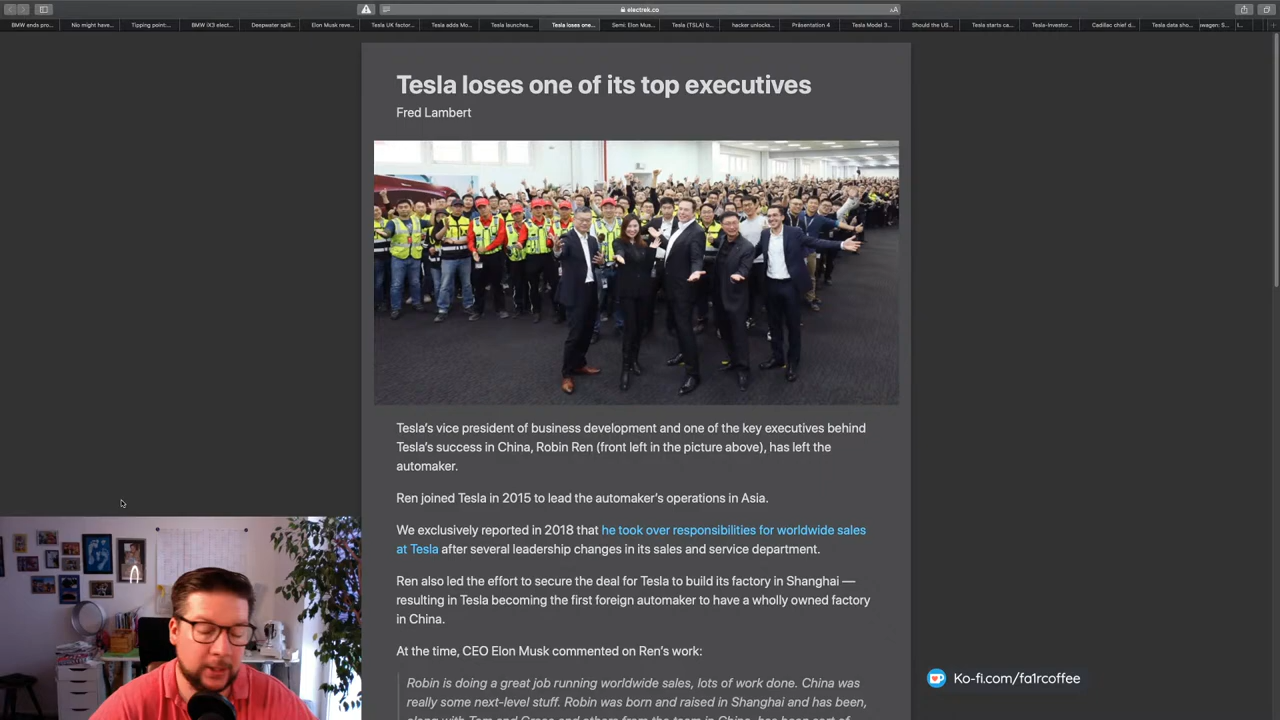 electrek.co
BMW ends pro...
Nio might have...
Tipping point:...
BMW iX3 elect...
Deepwater spill...
Elon Musk reve...
Tesla UK factor...
Tesla adds Mo...
Tesla launches...
Tesla loses one...
Semi: Elon Mus...
Tesla (TSLA) b...
hacker unlocks...
Präsentation 4
Tesla Model 3...
Should the US...
Tesla starts ca...
Tesla-Investor...
Cadillac chief d...
Tesla data sho...
wagen: S...
Tesla loses one of its top executives
Fred Lambert
Tesla's vice president of business development and one of the key executives behind
Tesla's success in China, Robin Ren (front left in the picture above), has left the
automaker.
Ren joined Tesla in 2015 to lead the automaker's operations in Asia.
We exclusively reported in 2018 that he took over responsibilities for worldwide sales
at Tesla after several leadership changes in its sales and service department.
Ren also led the effort to secure the deal for Tesla to build its factory in Shanghai —
resulting in Tesla becoming the first foreign automaker to have a wholly owned factory
in China.
At the time, CEO Elon Musk commented on Ren's work:
Robin is doing a great job running worldwide sales, lots of work done. China was
really some next-level stuff. Robin was born and raised in Shanghai and has been,
along with Tom and Grace and others from the team in China, has been sort of
Ko-fi.com/fa1rcoffee